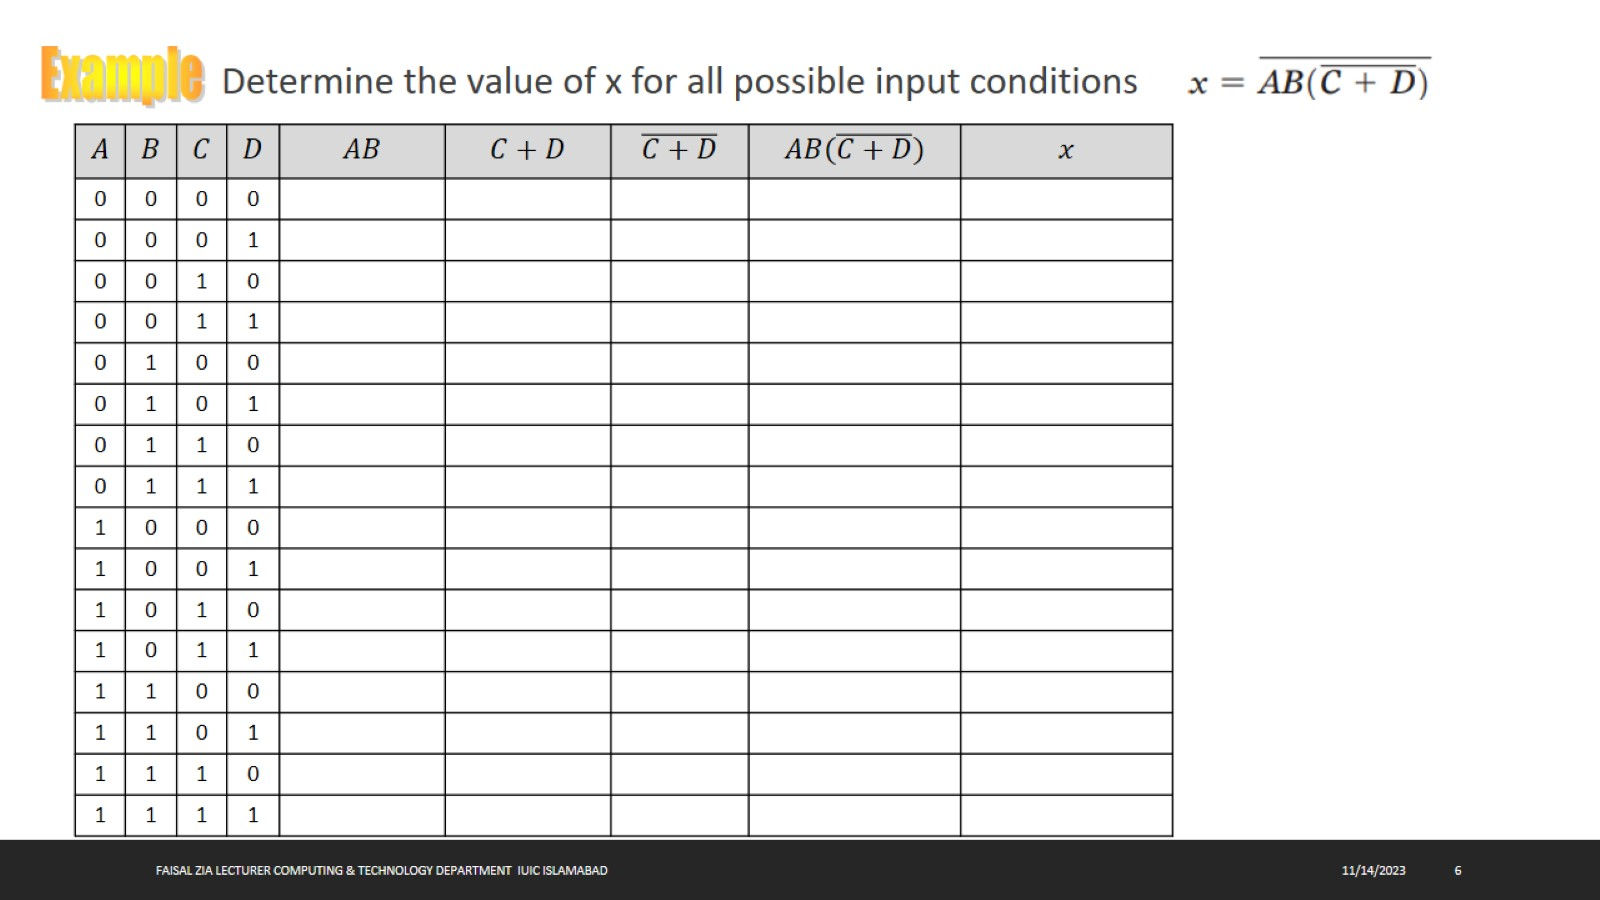 Example Determine the value of x for all possible input conditions x = \overline{AB(\overline{C + D})}
A B C D AB C + D \overline{C + D} AB(\overline{C + D}) x
0 0 0 0
0 0 0 1
0 0 1 0
0 0 1 1
0 1 0 0
0 1 0 1
0 1 1 0
0 1 1 1
1 0 0 0
1 0 0 1
1 0 1 0
1 0 1 1
1 1 0 0
1 1 0 1
1 1 1 0
1 1 1 1
FAISAL ZIA LECTURER COMPUTING & TECHNOLOGY DEPARTMENT IUIC ISLAMABAD 11/14/2023 6